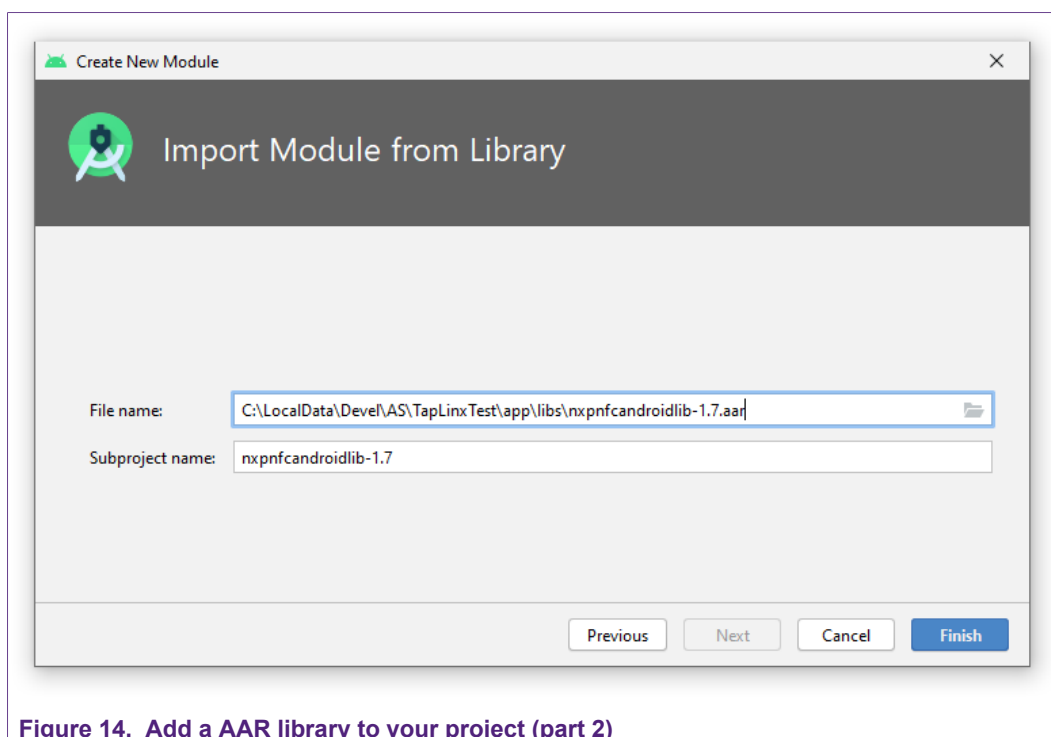 Create New Module
Import Module from Library
File name: C:\LocalData\Devel\AS\TapLinxTest\app\libs\nxpnfcandroidlib-1.7.aar
Subproject name: nxpnfcandroidlib-1.7
Previous Next Cancel Finish
Figure 14. Add a AAR library to your project (part 2)